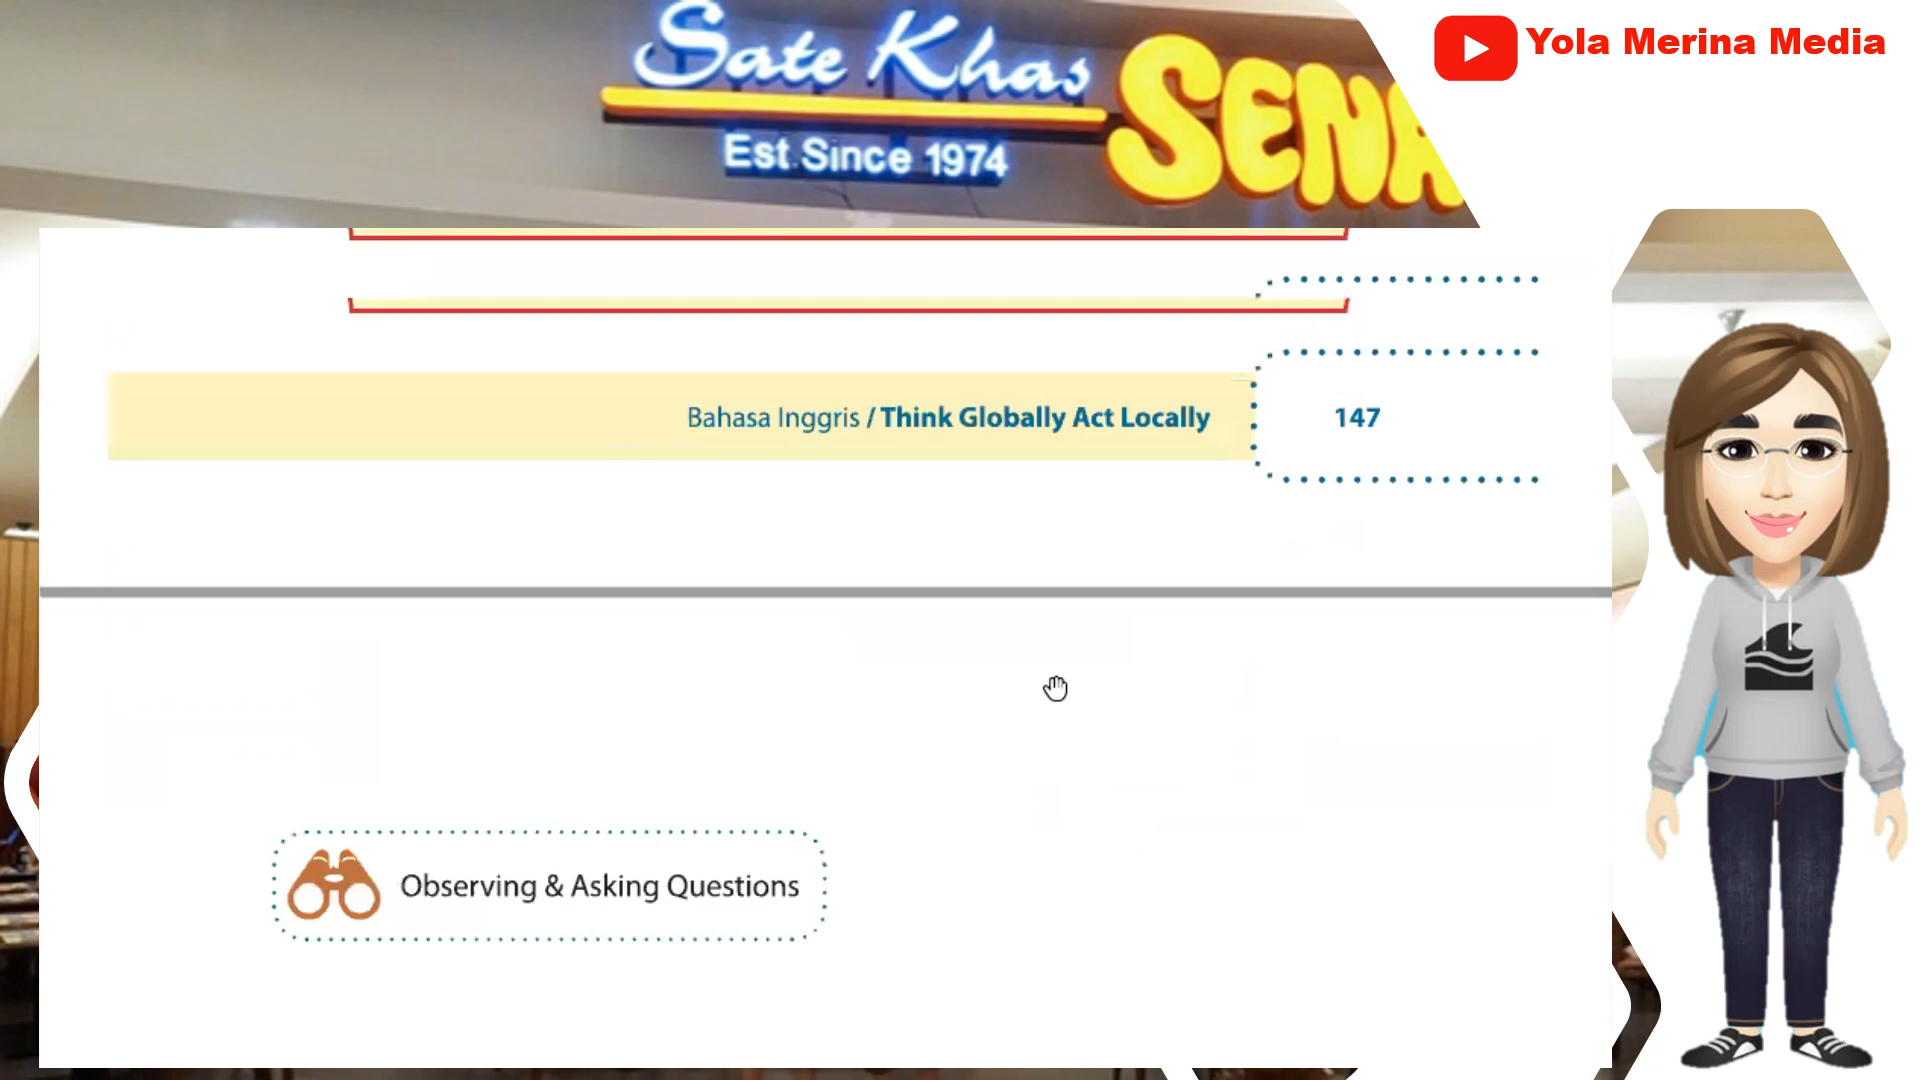 Sate Khas
SENA
Est Since 1974
Yola Merina Media
Bahasa Inggris / Think Globally Act Locally
147
Observing & Asking Questions